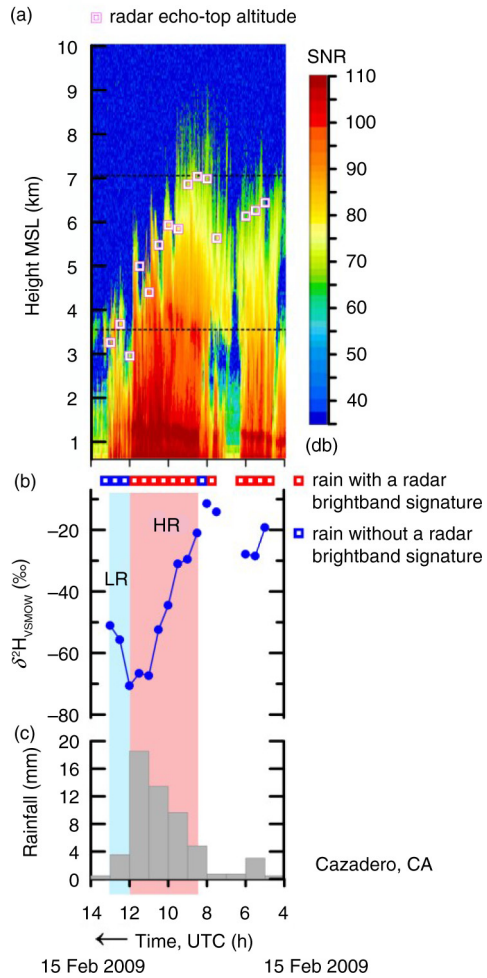 (a)
radar echo-top altitude
SNR
10
9
8
7
6
5
4
3
2
1
Height MSL (km)
110
100
90
80
70
60
50
40
(db)
(b)
rain with a radar
brightband signature
rain without a radar
brightband signature
HR
LR
−20
−40
−60
−80
δ²H_VSMOW (‰)
(c)
20
16
12
8
4
0
Rainfall (mm)
Cazadero, CA
14 12 10 8 6 4
← Time, UTC (h)
15 Feb 2009 15 Feb 2009